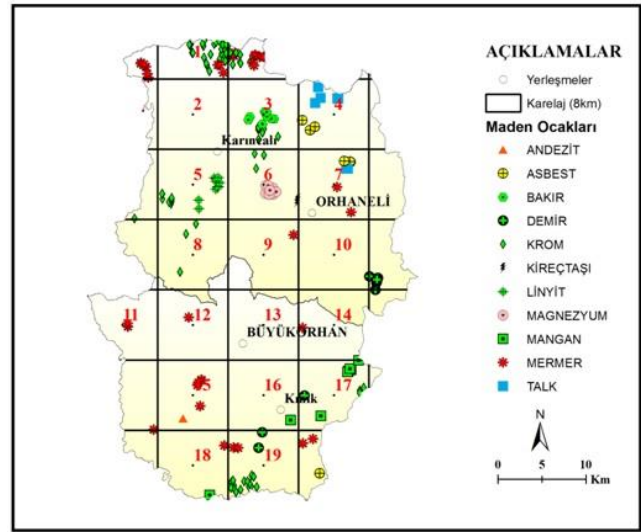 1
2
3
4
Karıncalı
5
6
7
ORHANELİ
8
9
10
11
12
13
14
BÜYÜKORHAN
15
16
17
Kınık
18
19
AÇIKLAMALAR
Yerleşmeler
Karelaj (8km)
Maden Ocakları
ANDEZİT
ASBEST
BAKIR
DEMİR
KROM
KİREÇTAŞI
LİNYİT
MAGNEZYUM
MANGAN
MERMER
TALK
N
0 5 10
Km